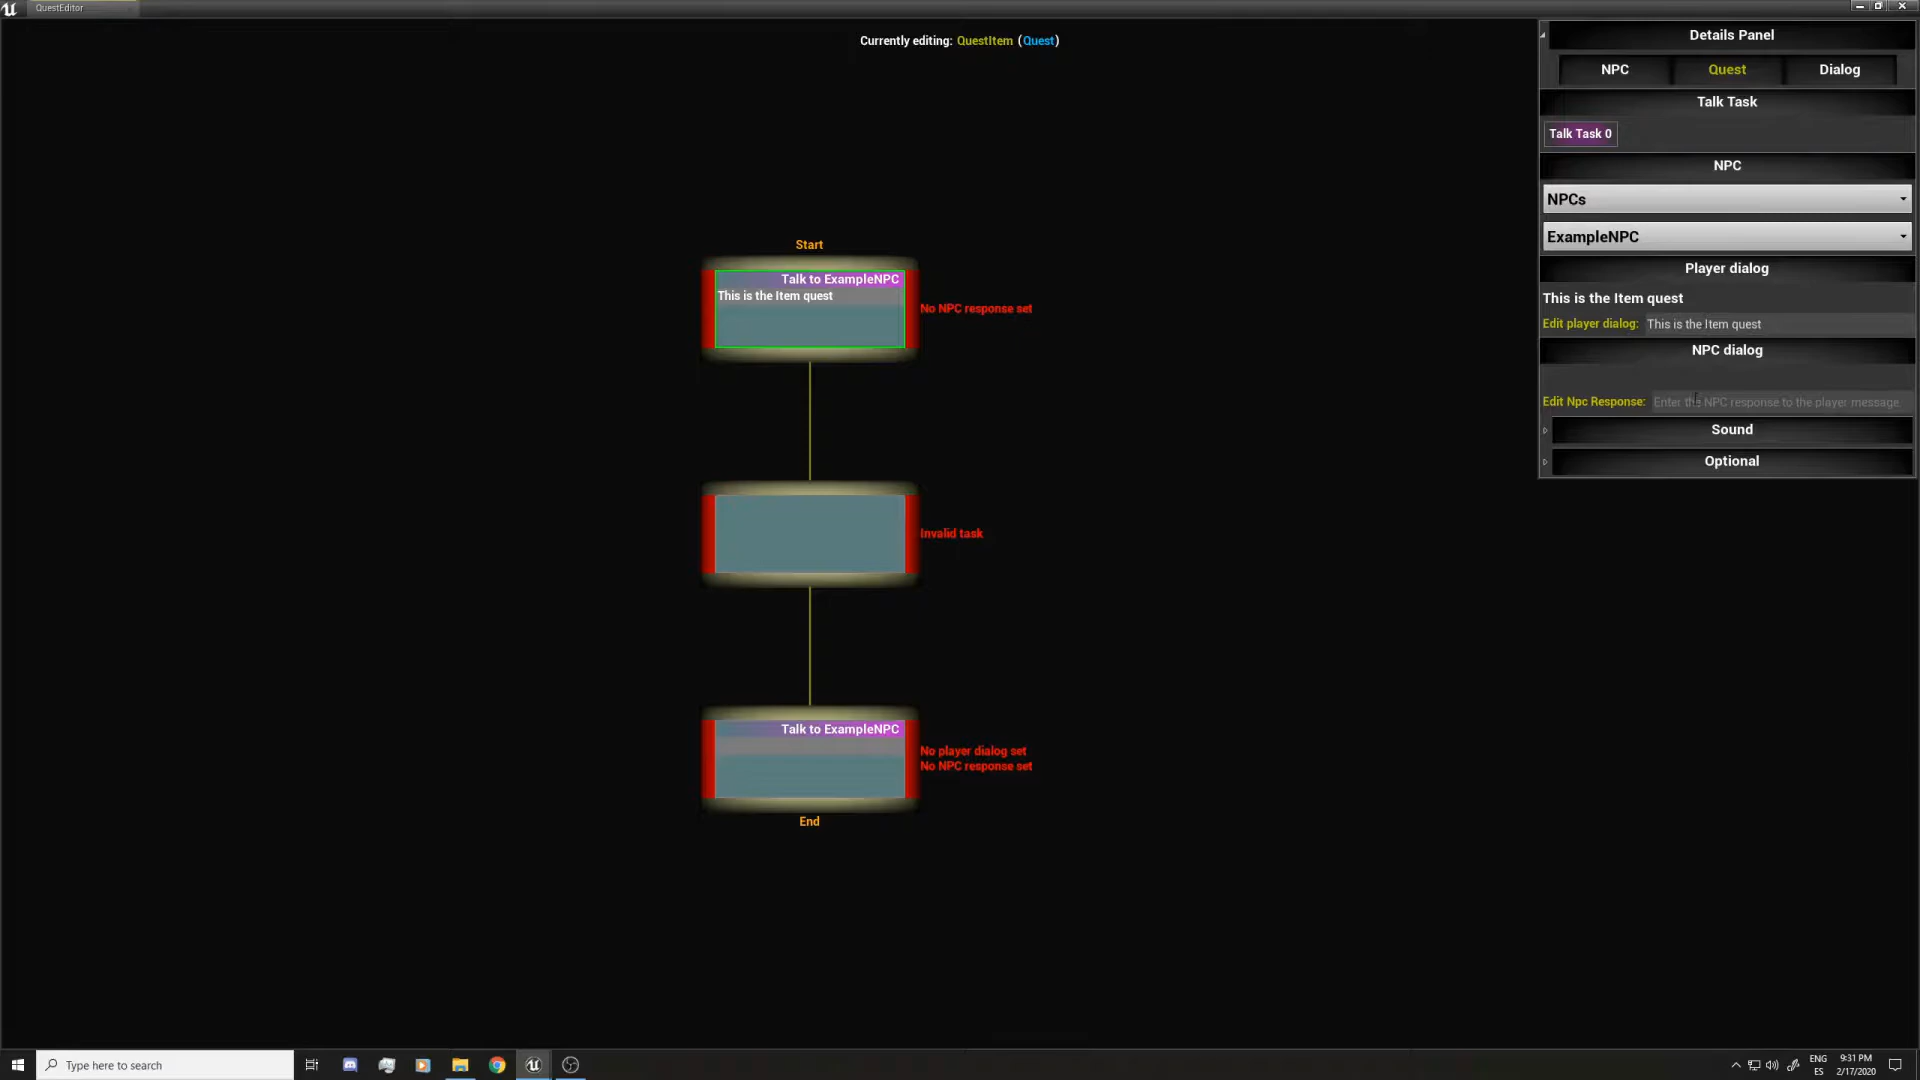 QuestEditor
Currently editing: QuestItem (Quest)
Start
Talk to ExampleNPC
This is the Item quest
No NPC response set
Invalid task
Talk to ExampleNPC
No player dialog set
No NPC response set
End
Details Panel
NPC Quest Dialog
Talk Task
Talk Task 0
NPC
NPCs
ExampleNPC
Player dialog
This is the Item quest
Edit player dialog: This is the Item quest
NPC dialog
Edit Npc Response: Enter the NPC response to the player message.
Sound
Optional
Type here to search
ENG
ES
9:31 PM
2/17/2020